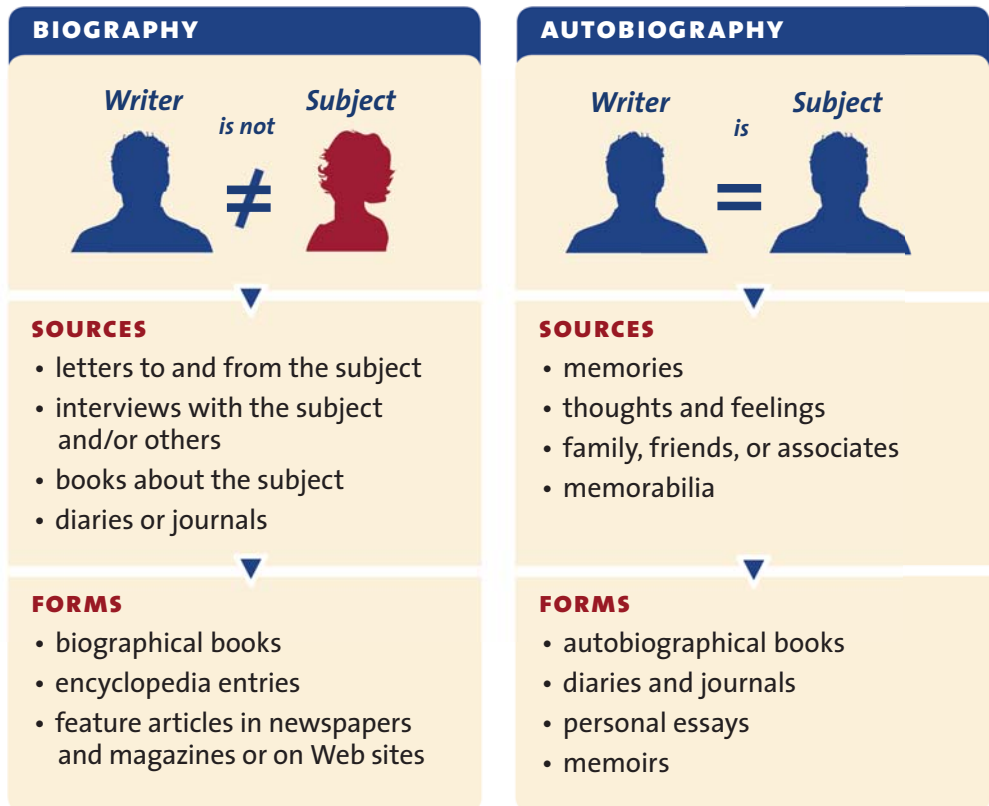 BIOGRAPHY
Writer
is not
Subject
≠
SOURCES
• letters to and from the subject
• interviews with the subject
and/or others
• books about the subject
• diaries or journals
FORMS
• biographical books
• encyclopedia entries
• feature articles in newspapers
and magazines or on Web sites
AUTOBIOGRAPHY
Writer
is
Subject
=
SOURCES
• memories
• thoughts and feelings
• family, friends, or associates
• memorabilia
FORMS
• autobiographical books
• diaries and journals
• personal essays
• memoirs